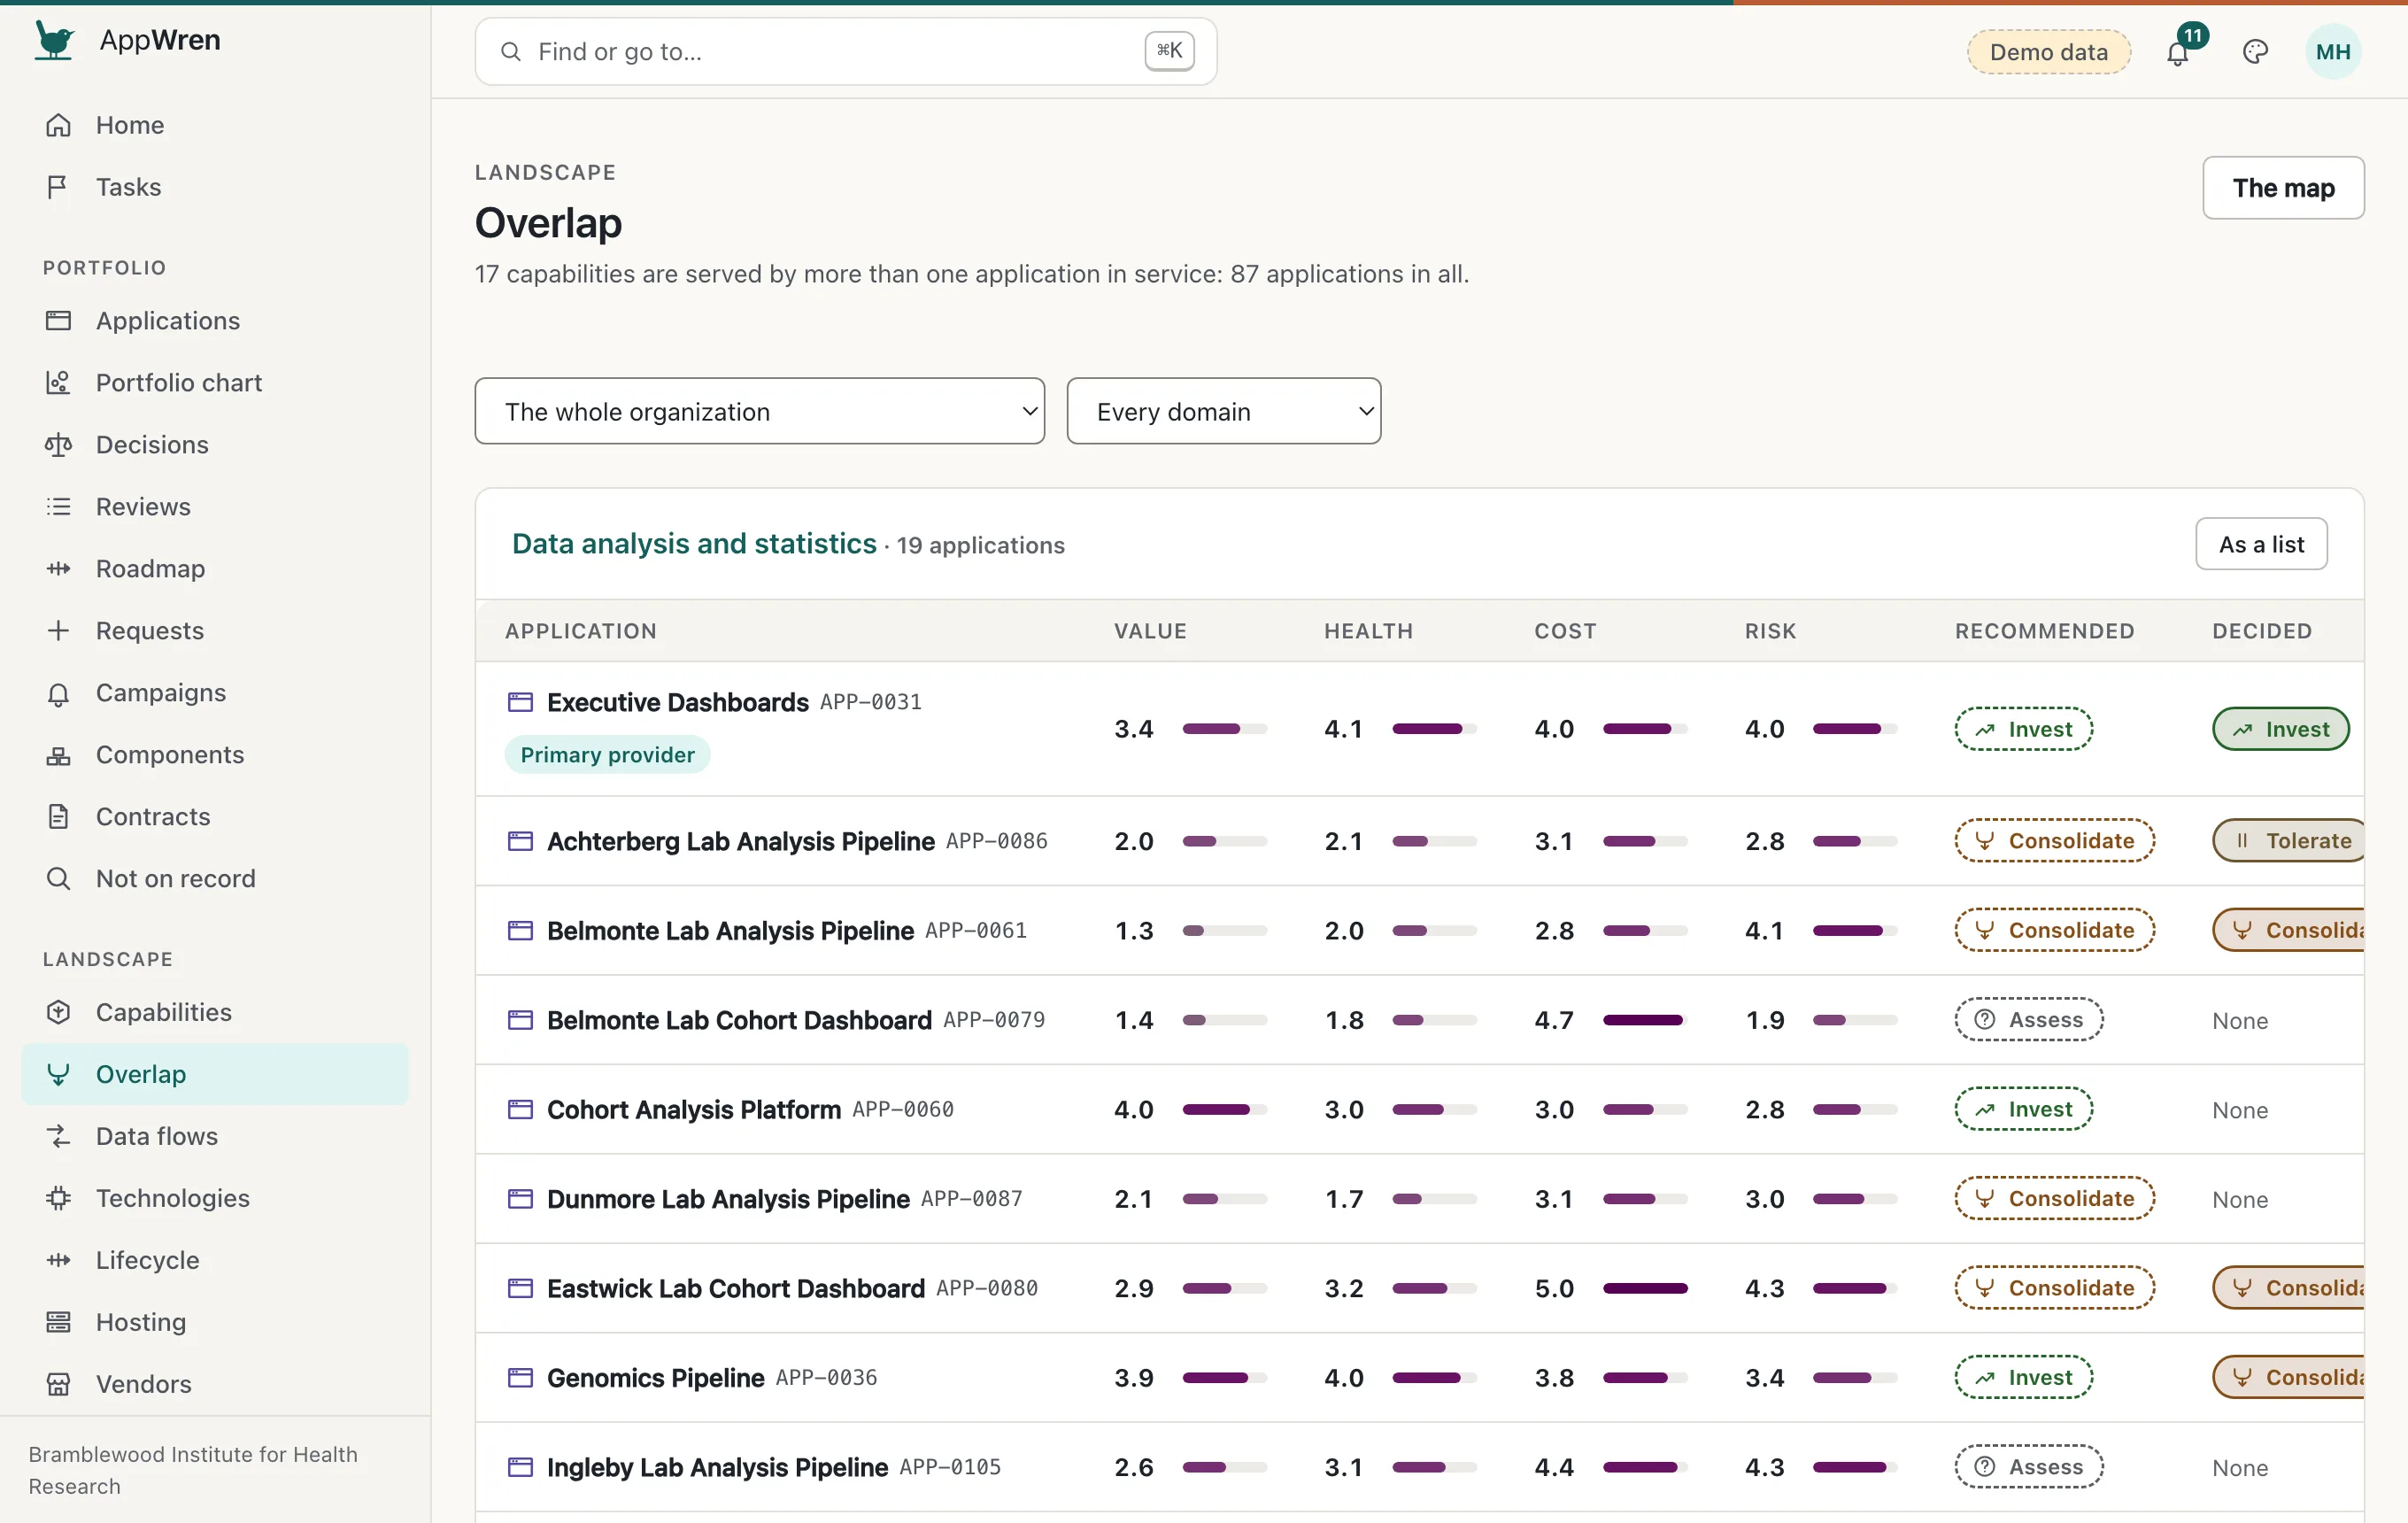 AppWren
Find or go to...
⌘K
Demo data
11
MH
Home
Tasks
PORTFOLIO
Applications
Portfolio chart
Decisions
Reviews
Roadmap
Requests
Campaigns
Components
Contracts
Not on record
LANDSCAPE
Capabilities
Overlap
Data flows
Technologies
Lifecycle
Hosting
Vendors
Bramblewood Institute for Health
Research
LANDSCAPE
Overlap
17 capabilities are served by more than one application in service: 87 applications in all.
The map
The whole organization
Every domain
Data analysis and statistics · 19 applications
As a list
APPLICATION VALUE HEALTH COST RISK RECOMMENDED DECIDED
Executive Dashboards APP-0031
Primary provider
3.4 4.1 4.0 4.0 Invest Invest
Achterberg Lab Analysis Pipeline APP-0086 2.0 2.1 3.1 2.8 Consolidate Tolerate
Belmonte Lab Analysis Pipeline APP-0061 1.3 2.0 2.8 4.1 Consolidate Consolida
Belmonte Lab Cohort Dashboard APP-0079 1.4 1.8 4.7 1.9 Assess None
Cohort Analysis Platform APP-0060 4.0 3.0 3.0 2.8 Invest None
Dunmore Lab Analysis Pipeline APP-0087 2.1 1.7 3.1 3.0 Consolidate None
Eastwick Lab Cohort Dashboard APP-0080 2.9 3.2 5.0 4.3 Consolidate Consolida
Genomics Pipeline APP-0036 3.9 4.0 3.8 3.4 Invest Consolida
Ingleby Lab Analysis Pipeline APP-0105 2.6 3.1 4.4 4.3 Assess None